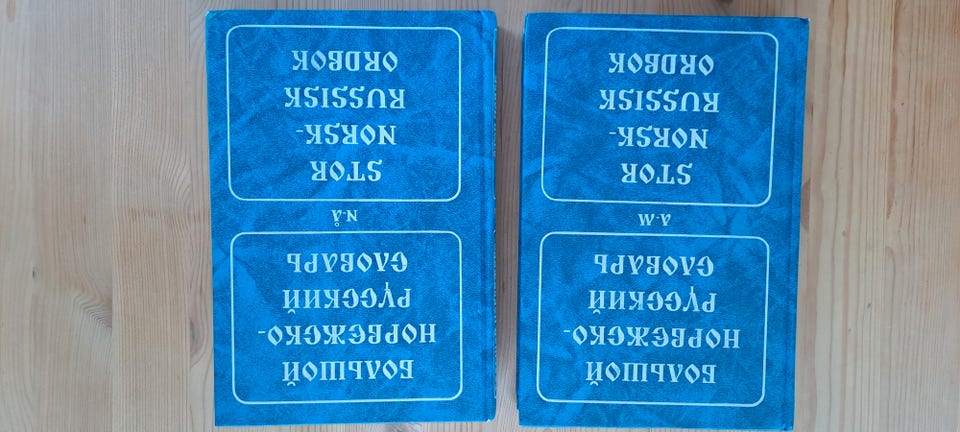 БОЛЬШОЙ
НОРВЕЖСКО-
РУССКИЙ
СЛОВАРЬ
A-M
STOR
NORSK-
RUSSISK
ORDBOK
БОЛЬШОЙ
НОРВЕЖСКО-
РУССКИЙ
СЛОВАРЬ
N-Å
STOR
NORSK-
RUSSISK
ORDBOK